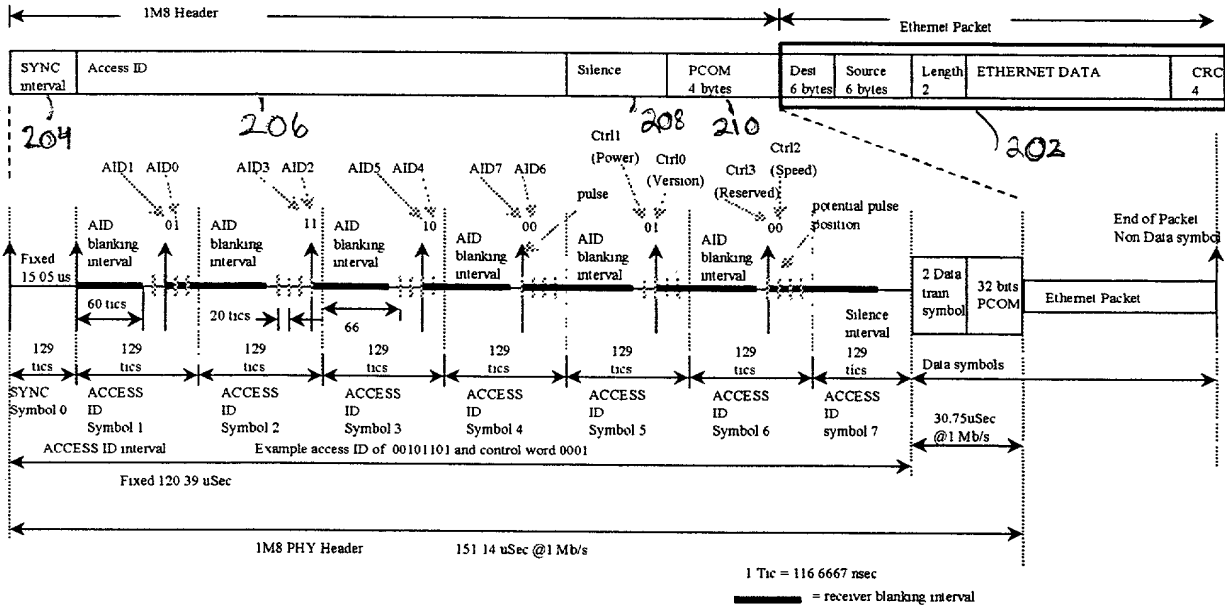 1M8 Header
Ethernet Packet
SYNC interval
Access ID
Silence
PCOM
4 bytes
Dest
6 bytes
Source
6 bytes
Length
2
ETHERNET DATA
CRC
4
204
206
208
210
202
AID1 AID0
AID3 AID2
AID5 AID4
AID7 AID6
Ctrl1
(Power)
Ctrl0
(Version)
Ctrl2
(Speed)
Ctrl3
(Reserved)
pulse
potential pulse
position
End of Packet
Non Data symbol
01
11
10
00
01
00
Fixed
15 05 us
AID
blanking
interval
AID
blanking
interval
AID
blanking
interval
AID
blanking
interval
AID
blanking
interval
AID
blanking
interval
60 tics
20 tics
66
Silence
interval
2 Data
train
symbol
32 bits
PCOM
Ethernet Packet
129
tics
129
tics
129
tics
129
tics
129
tics
129
tics
129
tics
129
tics
Data symbols
SYNC
Symbol 0
ACCESS
ID
Symbol 1
ACCESS
ID
Symbol 2
ACCESS
ID
Symbol 3
ACCESS
ID
Symbol 4
ACCESS
ID
Symbol 5
ACCESS
ID
Symbol 6
ACCESS
ID
symbol 7
30.75uSec
@1 Mb/s
ACCESS ID interval
Example access ID of 00101101 and control word 0001
Fixed 120 39 uSec
1M8 PHY Header
151 14 uSec @1 Mb/s
1 Tic = 116 6667 nsec
= receiver blanking interval